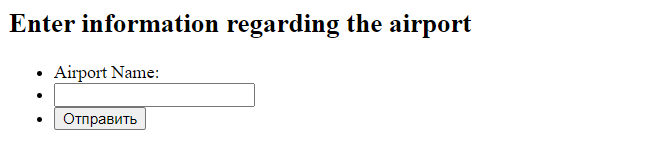 Enter information regarding the airport
Airport Name:
Отправить